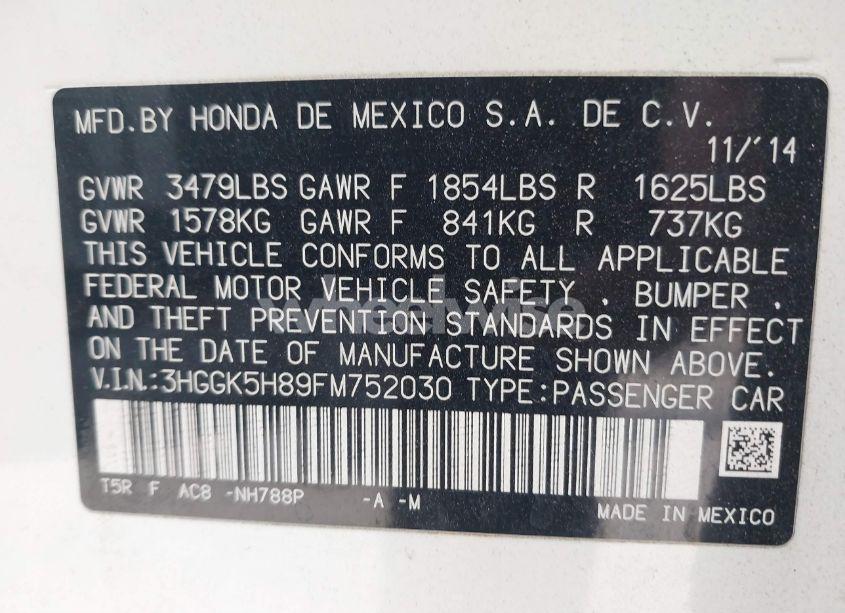 MFD.BY HONDA DE MEXICO S.A. DE C.V.
11/'14
GVWR 3479LBS GAWR F 1854LBS R 1625LBS
GVWR 1578KG GAWR F 841KG R 737KG
THIS VEHICLE CONFORMS TO ALL APPLICABLE
FEDERAL MOTOR VEHICLE SAFETY , BUMPER ,
AND THEFT PREVENTION STANDARDS IN EFFECT
ON THE DATE OF MANUFACTURE SHOWN ABOVE.
V.I.N.:3HGGK5H89FM752030 TYPE:PASSENGER CAR
T5R F AC8 -NH788P -A -M
MADE IN MEXICO
wheelwise